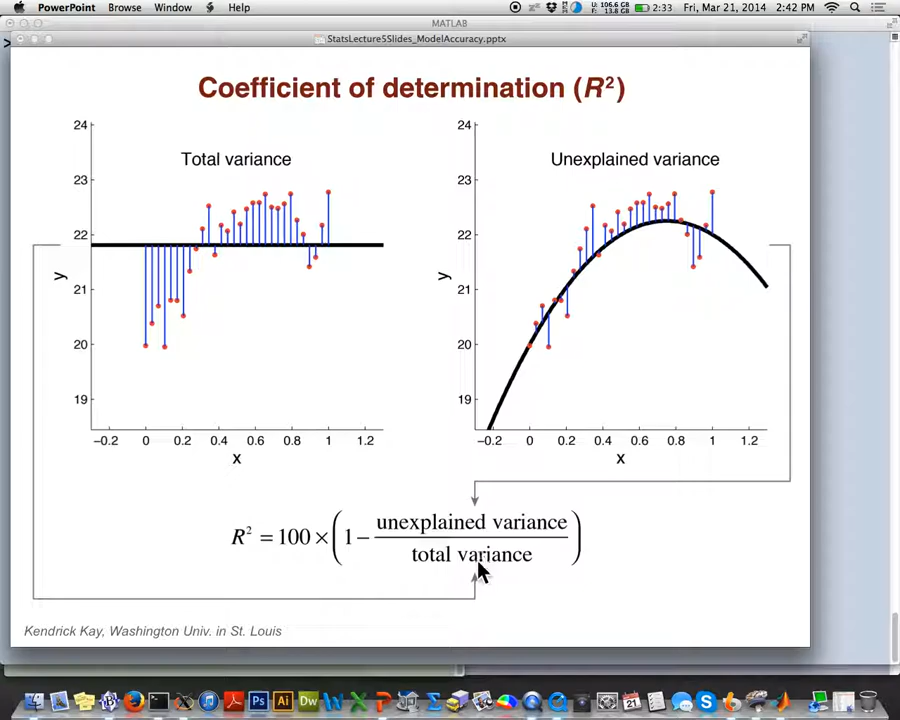 PowerPoint Browse Window Help U: 106.6 G F: 13.8 G 2:33 Fri, Mar 21, 2014 2:42 PM
MATLAB
StatsLecture5Slides_ModelAccuracy.pptx
Coefficient of determination (R²)
Total variance
24
23
22
21
20
19
y
-0.2 0 0.2 0.4 0.6 0.8 1 1.2
x
Unexplained variance
24
23
22
21
20
19
y
-0.2 0 0.2 0.4 0.6 0.8 1 1.2
x
unexplained variance
R² = 100 × (1 − )
total variance
Kendrick Kay, Washington Univ. in St. Louis